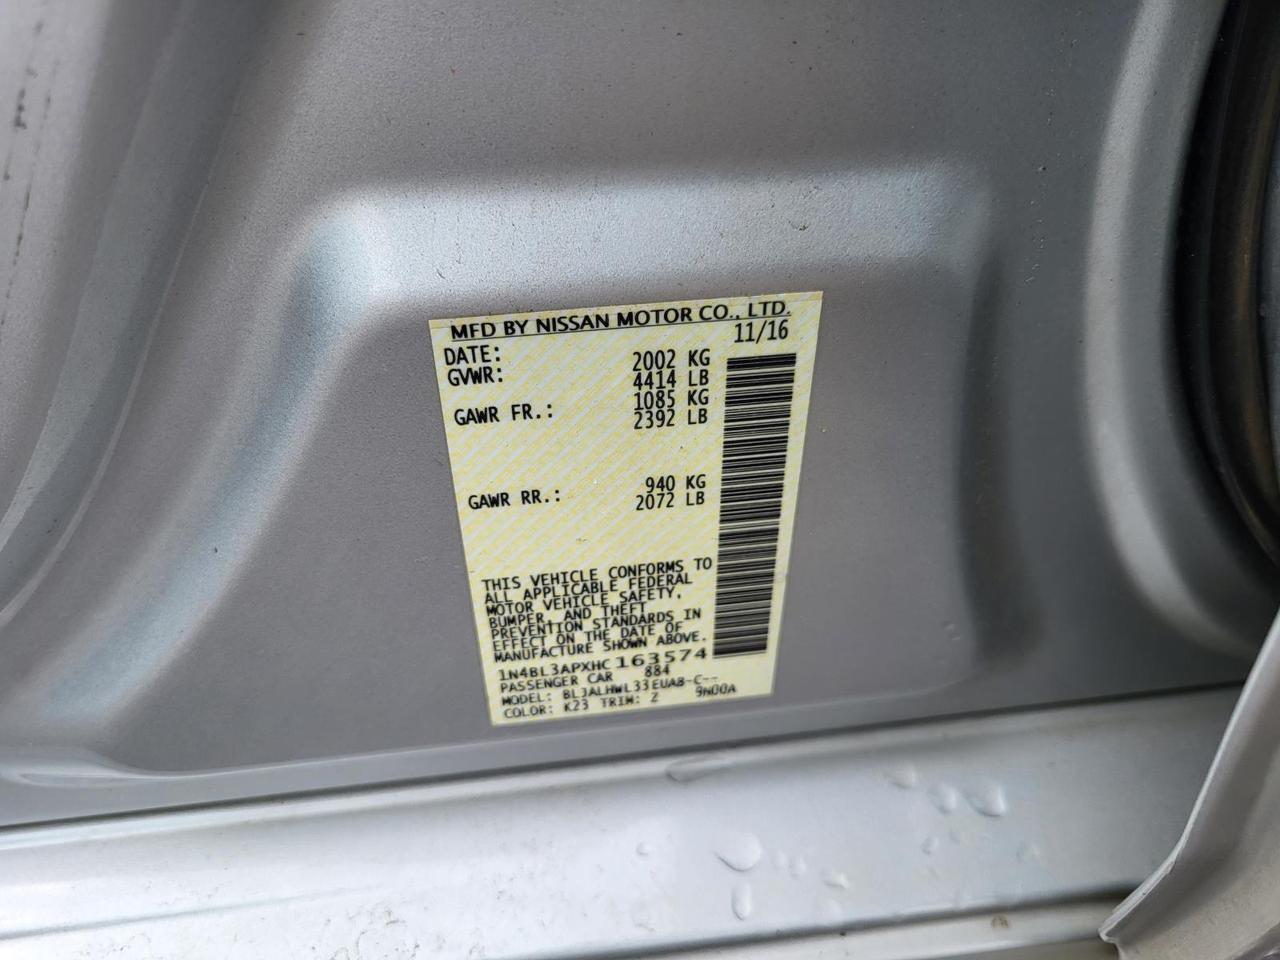 MFD BY NISSAN MOTOR CO., LTD.
DATE: 11/16
GVWR: 2002 KG
4414 LB
GAWR FR.: 1085 KG
2392 LB
GAWR RR.: 940 KG
2072 LB
THIS VEHICLE CONFORMS TO
ALL APPLICABLE FEDERAL
MOTOR VEHICLE SAFETY,
BUMPER, AND THEFT
PREVENTION STANDARDS IN
EFFECT ON THE DATE OF
MANUFACTURE SHOWN ABOVE.
1N4BL3APXHC163574
PASSENGER CAR 884
MODEL: BL3ALHWL33EUA8-C--
COLOR: K23 TRIM: Z 9N00A